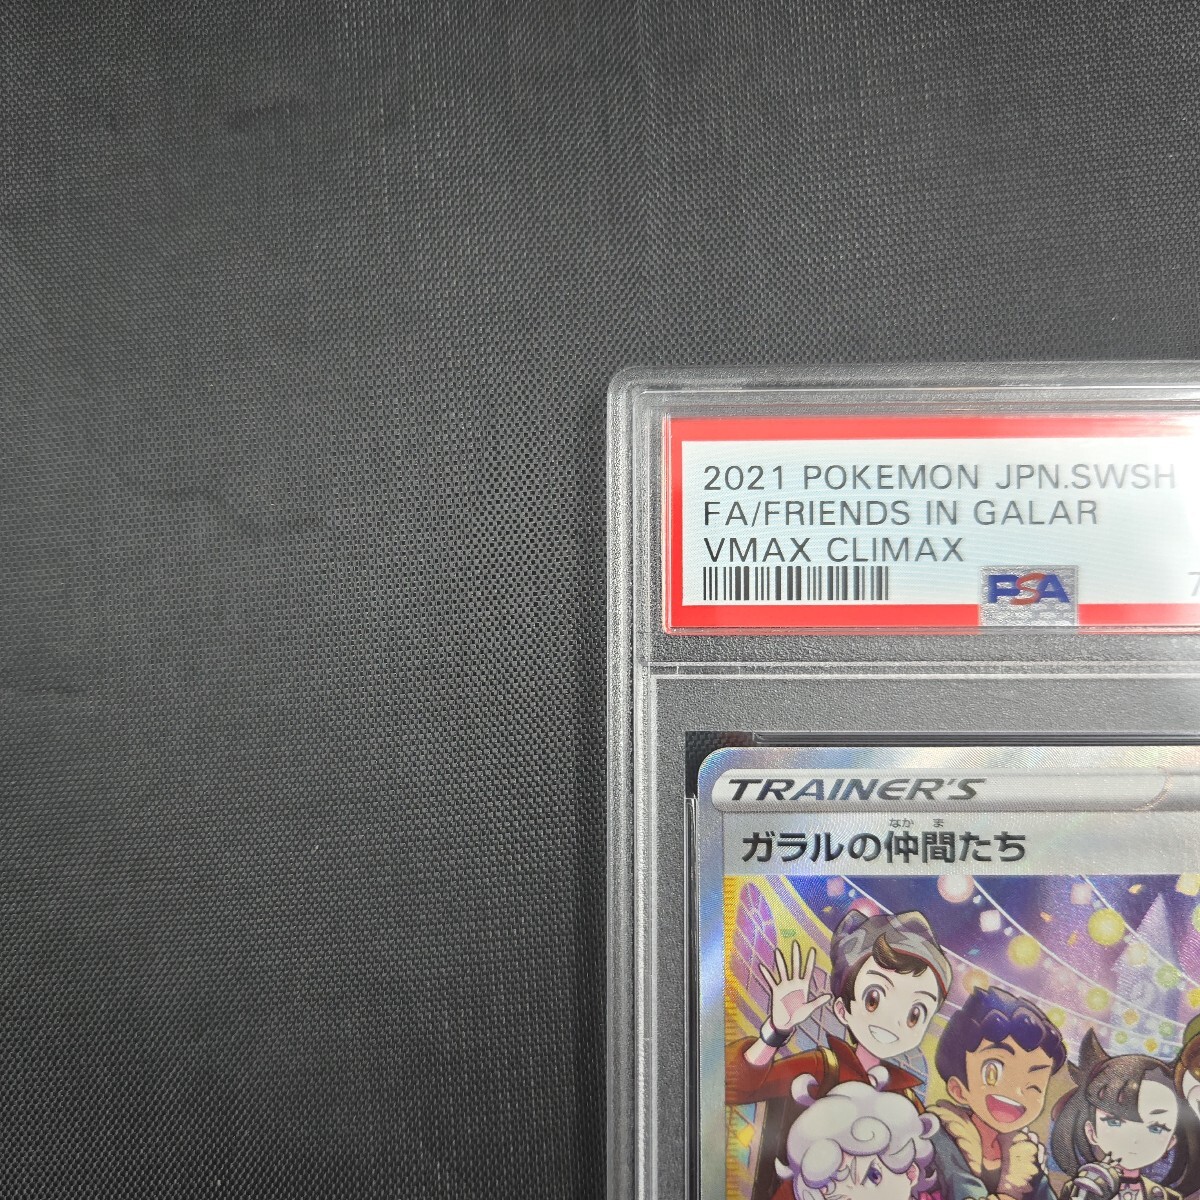 2021 POKEMON JPN.SWSH
FA/FRIENDS IN GALAR
VMAX CLIMAX
PSA
7
TRAINER'S
なかま
ガラルの仲間たち